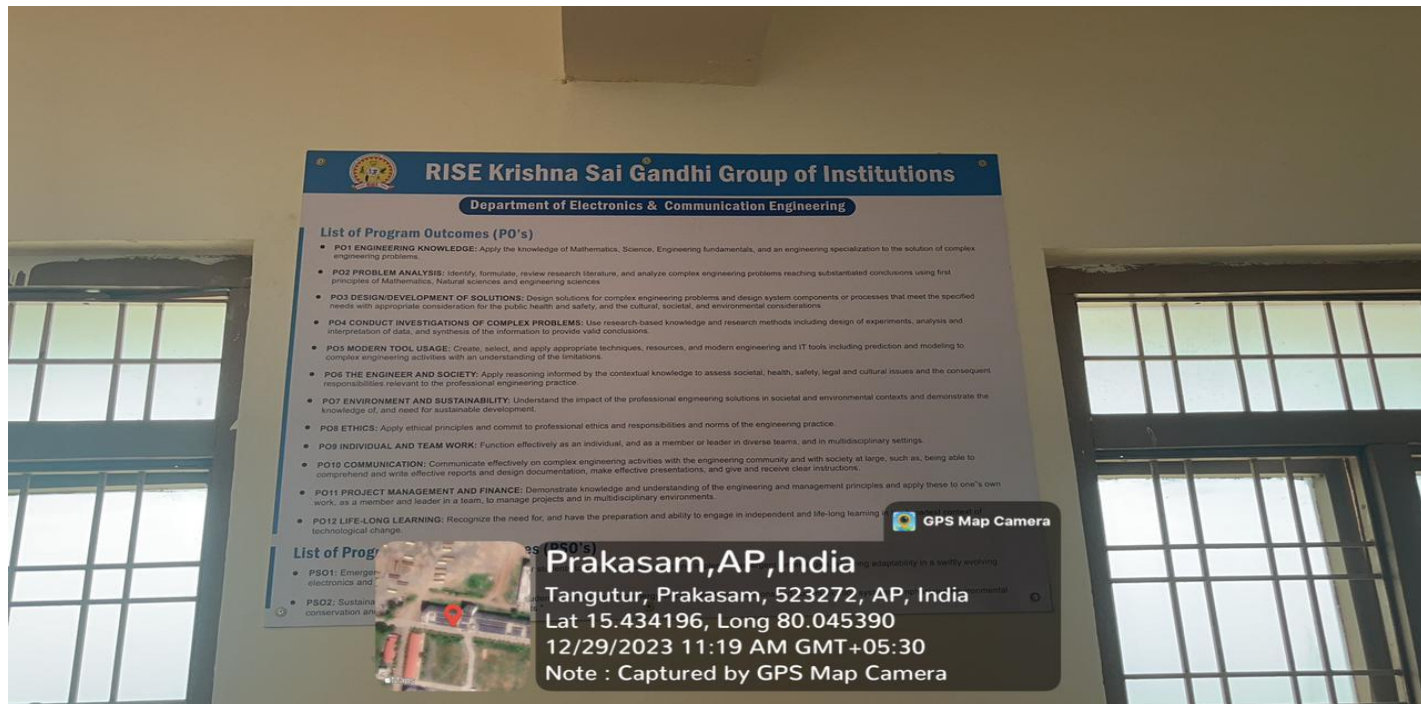 RISE Krishna Sai Gandhi Group of Institutions
Department of Electronics & Communication Engineering
List of Program Outcomes (PO's)
PO1 ENGINEERING KNOWLEDGE: Apply the knowledge of Mathematics, Science, Engineering fundamentals, and an engineering specialization to the solution of complex
engineering problems.
PO2 PROBLEM ANALYSIS: Identify, formulate, review research literature, and analyze complex engineering problems reaching substantiated conclusions using first
principles of Mathematics, Natural sciences and engineering sciences
PO3 DESIGN/DEVELOPMENT OF SOLUTIONS: Design solutions for complex engineering problems and design system components or processes that meet the specified
needs with appropriate consideration for the public health and safety, and the cultural, societal, and environmental considerations
PO4 CONDUCT INVESTIGATIONS OF COMPLEX PROBLEMS: Use research-based knowledge and research methods including design of experiments, analysis and
interpretation of data, and synthesis of the information to provide valid conclusions.
PO5 MODERN TOOL USAGE: Create, select, and apply appropriate techniques, resources, and modern engineering and IT tools including prediction and modeling to
complex engineering activities with an understanding of the limitations.
PO6 THE ENGINEER AND SOCIETY: Apply reasoning informed by the contextual knowledge to assess societal, health, safety, legal and cultural issues and the consequent
responsibilities relevant to the professional engineering practice.
PO7 ENVIRONMENT AND SUSTAINABILITY: Understand the impact of the professional engineering solutions in societal and environmental contexts and demonstrate the
knowledge of, and need for sustainable development.
PO8 ETHICS: Apply ethical principles and commit to professional ethics and responsibilities and norms of the engineering practice.
PO9 INDIVIDUAL AND TEAM WORK: Function effectively as an individual, and as a member or leader in diverse teams, and in multidisciplinary settings.
PO10 COMMUNICATION: Communicate effectively on complex engineering activities with the engineering community and with society at large, such as, being able to
comprehend and write effective reports and design documentation, make effective presentations, and give and receive clear instructions.
PO11 PROJECT MANAGEMENT AND FINANCE: Demonstrate knowledge and understanding of the engineering and management principles and apply these to one"s own
work, as a member and leader in a team, to manage projects and in multidisciplinary environments.
PO12 LIFE-LONG LEARNING: Recognize the need for, and have the preparation and ability to engage in independent and life-long learning in
technological change.
List of Prog es (PSO's)
PSO1: Emerge adaptability in a swiftly evolving
electronics and
PSO2: Sustaina
conservation
GPS Map Camera
Prakasam,AP,India
Tangutur, Prakasam, 523272, AP, India
Lat 15.434196, Long 80.045390
12/29/2023 11:19 AM GMT+05:30
Note : Captured by GPS Map Camera